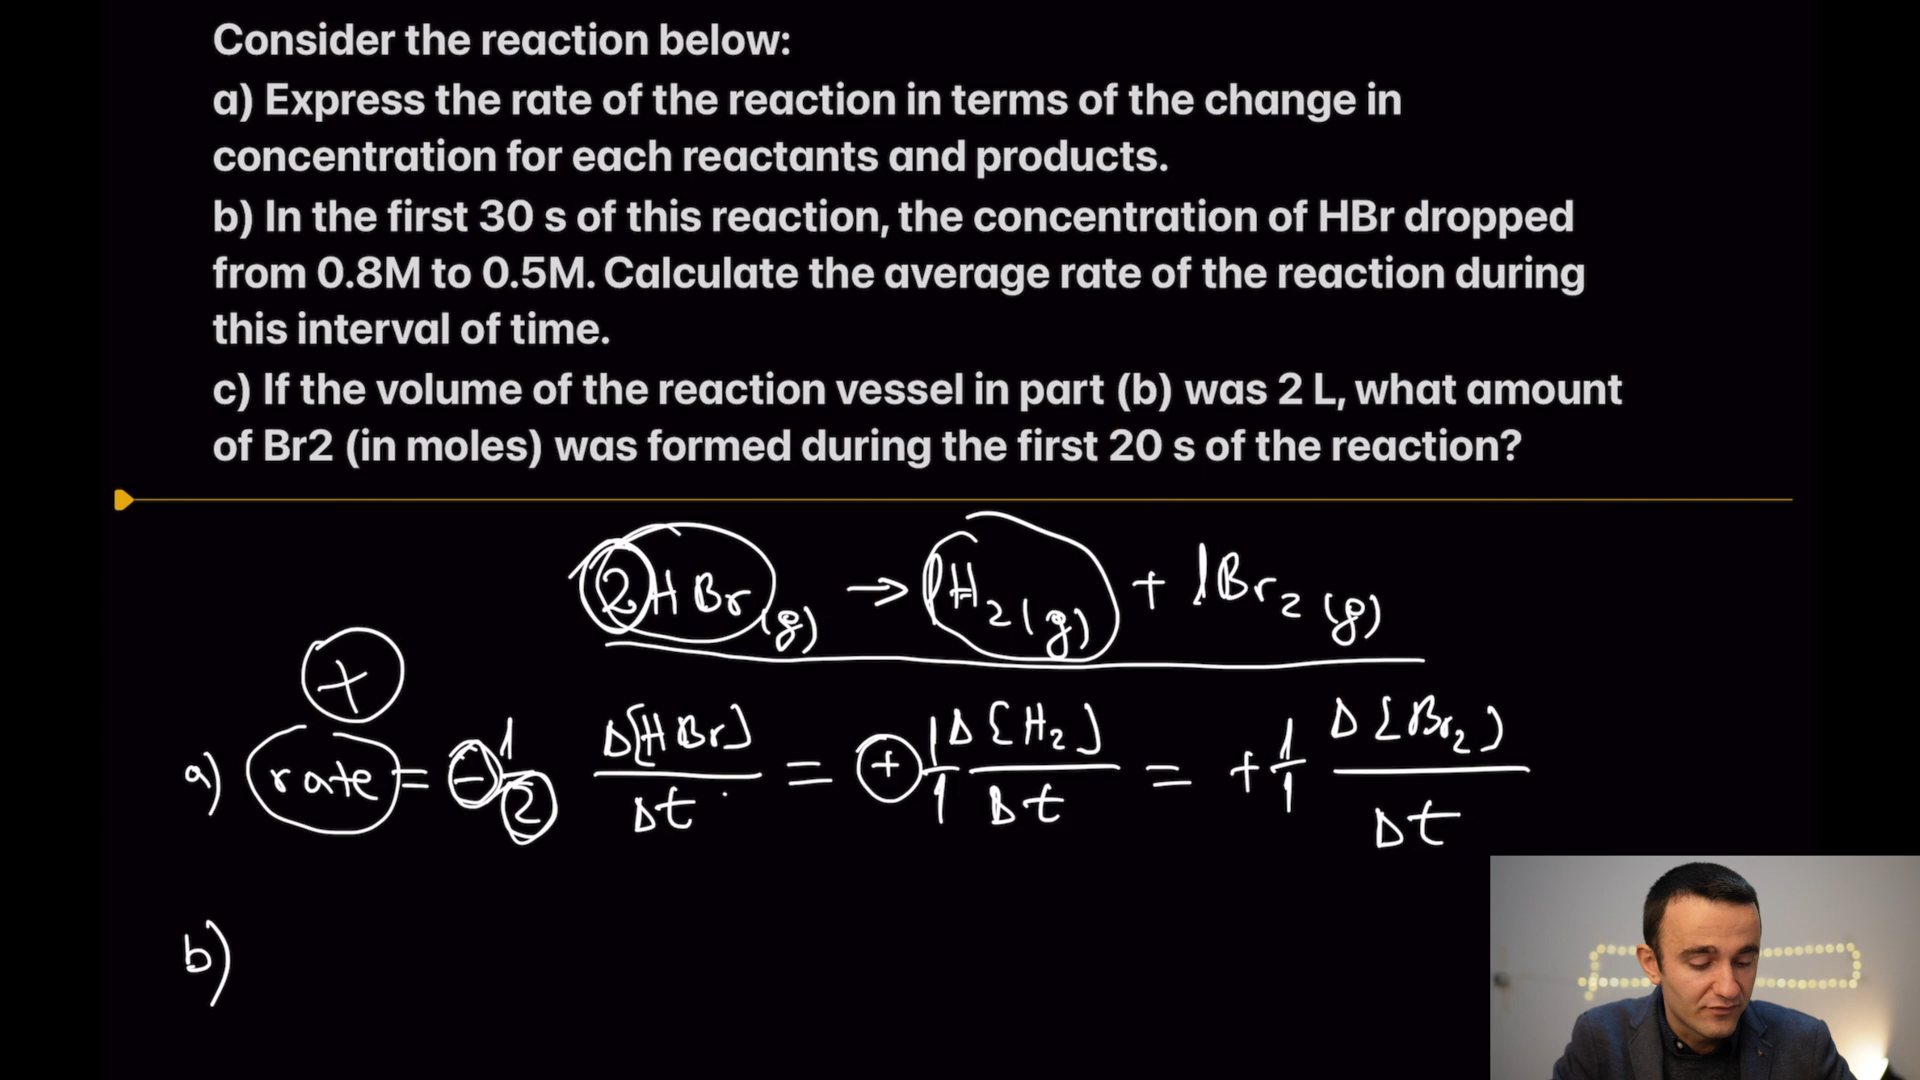 Consider the reaction below:
a) Express the rate of the reaction in terms of the change in
concentration for each reactants and products.
b) In the first 30 s of this reaction, the concentration of HBr dropped
from 0.8M to 0.5M. Calculate the average rate of the reaction during
this interval of time.
c) If the volume of the reaction vessel in part (b) was 2 L, what amount
of Br2 (in moles) was formed during the first 20 s of the reaction?
2HBr(g) → 1H₂(g) + 1Br₂(g)
+
a) rate = - 1/2 Δ[HBr]/Δt = + 1/1 Δ[H₂]/Δt = + 1/1 Δ[Br₂]/Δt
b)